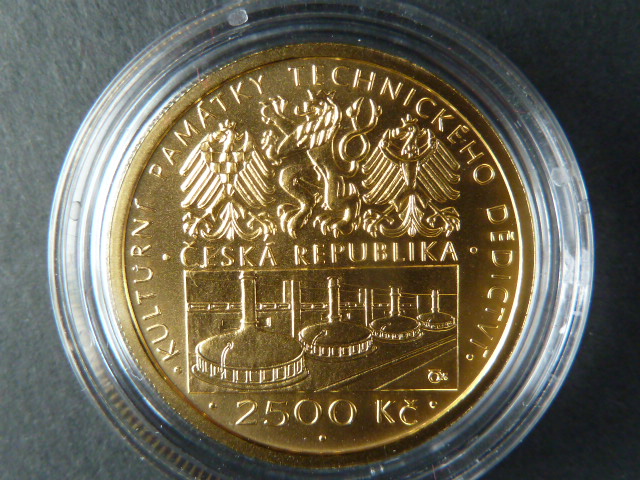 · KULTURNÍ PAMÁTKY TECHNICKÉHO DĚDICTVÍ ·
· ČESKÁ REPUBLIKA ·
· 2500 Kč ·